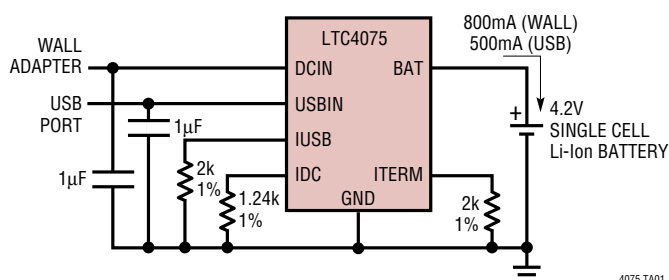 800mA (WALL)
500mA (USB)
LTC4075
WALL
ADAPTER
DCIN
BAT
USB
PORT
USBIN
+
4.2V
SINGLE CELL
Li-Ion BATTERY
1µF
IUSB
1µF
2k
1%
IDC
ITERM
1.24k
1%
GND
2k
1%
4075 TA01